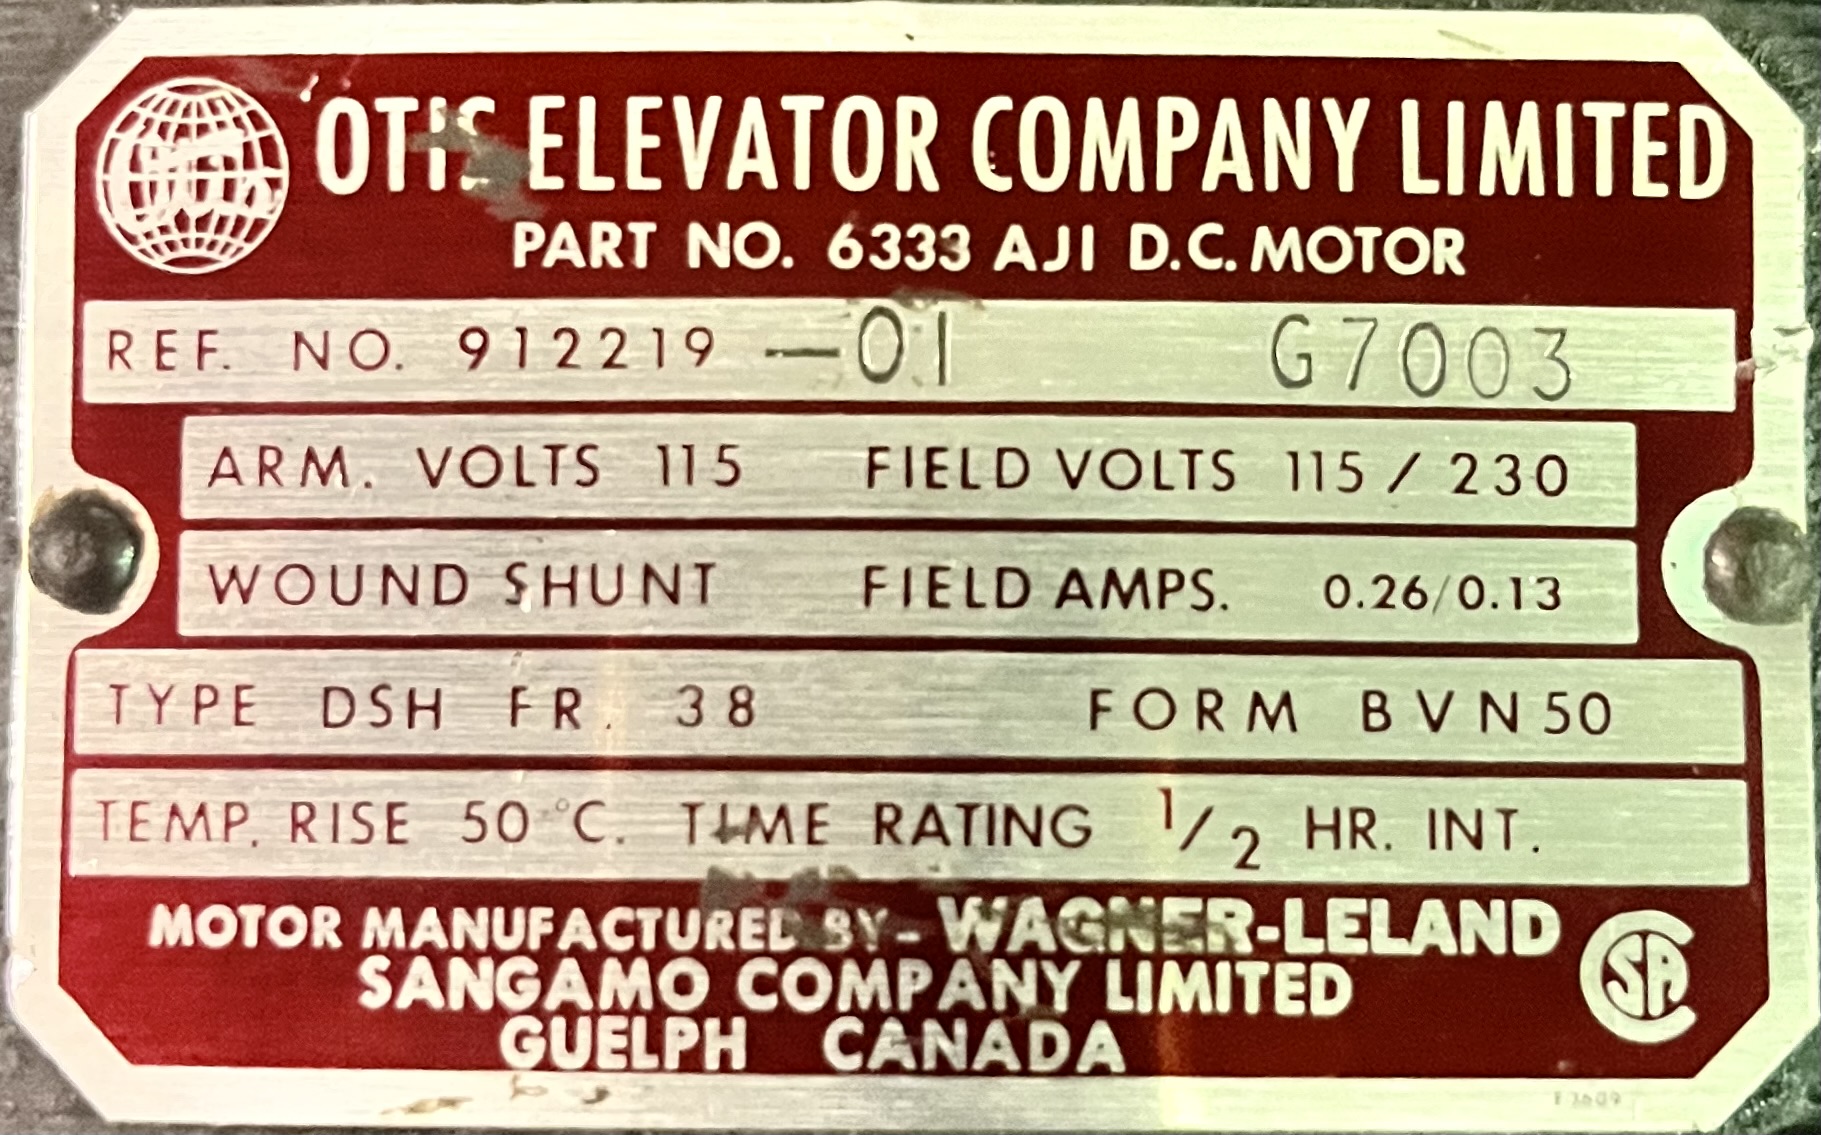 Otis
OTIS ELEVATOR COMPANY LIMITED
PART NO. 6333 AJI D.C. MOTOR
REF. NO. 912219 —01 G7003
ARM. VOLTS 115 FIELD VOLTS 115 / 230
WOUND SHUNT FIELD AMPS. 0.26/0.13
TYPE DSH FR. 38 FORM BVN50
TEMP. RISE 50 °C. TIME RATING 1/2 HR. INT.
MOTOR MANUFACTURED BY - WAGNER-LELAND
SANGAMO COMPANY LIMITED
GUELPH CANADA
CSA